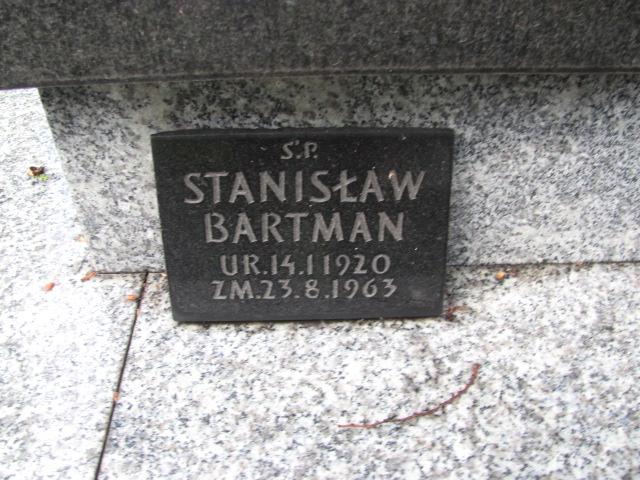 Ś.P.
STANISŁAW
BARTMAN
UR.14.1 1920
ZM.23.8.1963